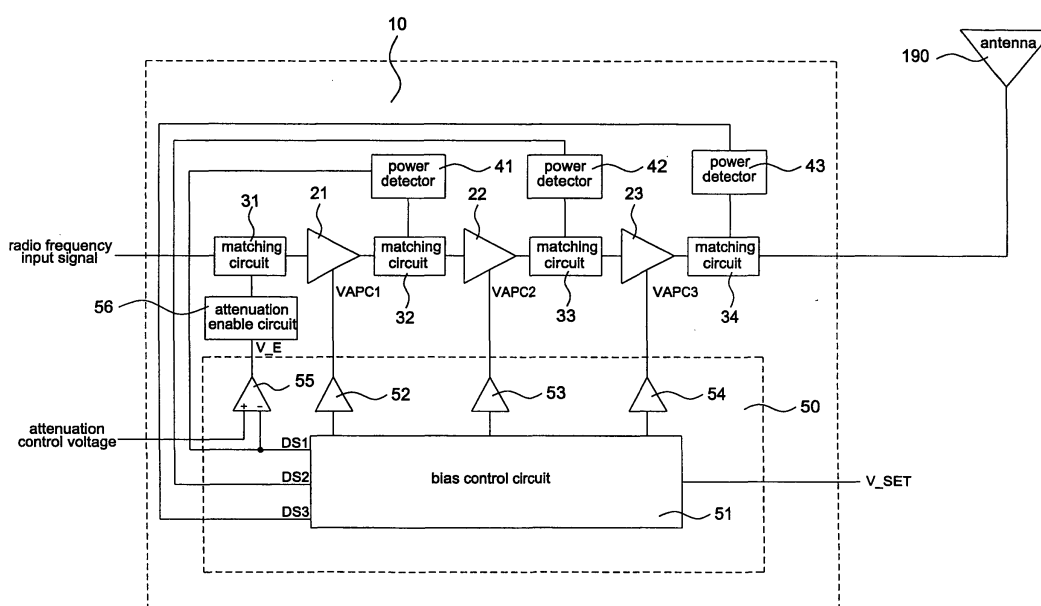 10
antenna
190
power
detector
41
power
detector
42
power
detector
43
31
21
22
23
radio frequency
input signal
matching
circuit
matching
circuit
matching
circuit
matching
circuit
VAPC1
VAPC2
VAPC3
32
33
34
56
attenuation
enable circuit
V_E
55
52
53
54
50
+ −
attenuation
control voltage
DS1
DS2
DS3
bias control circuit
V_SET
51